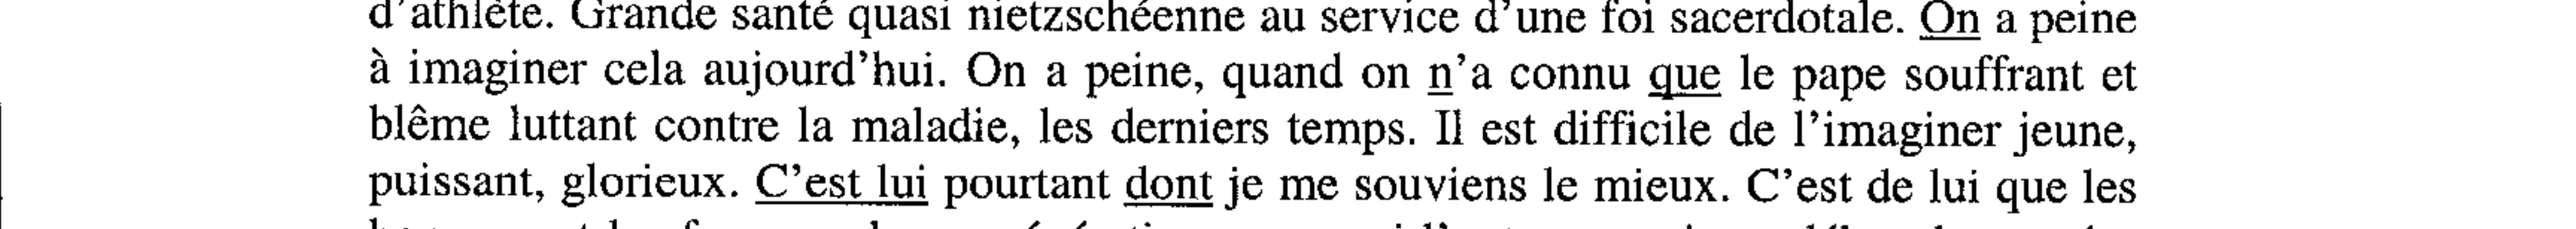 d'athlète. Grande santé quasi nietzschéenne au service d'une foi sacerdotale. On a peine
à imaginer cela aujourd'hui. On a peine, quand on n'a connu que le pape souffrant et
blême luttant contre la maladie, les derniers temps. Il est difficile de l'imaginer jeune,
puissant, glorieux. C'est lui pourtant dont je me souviens le mieux. C'est de lui que les